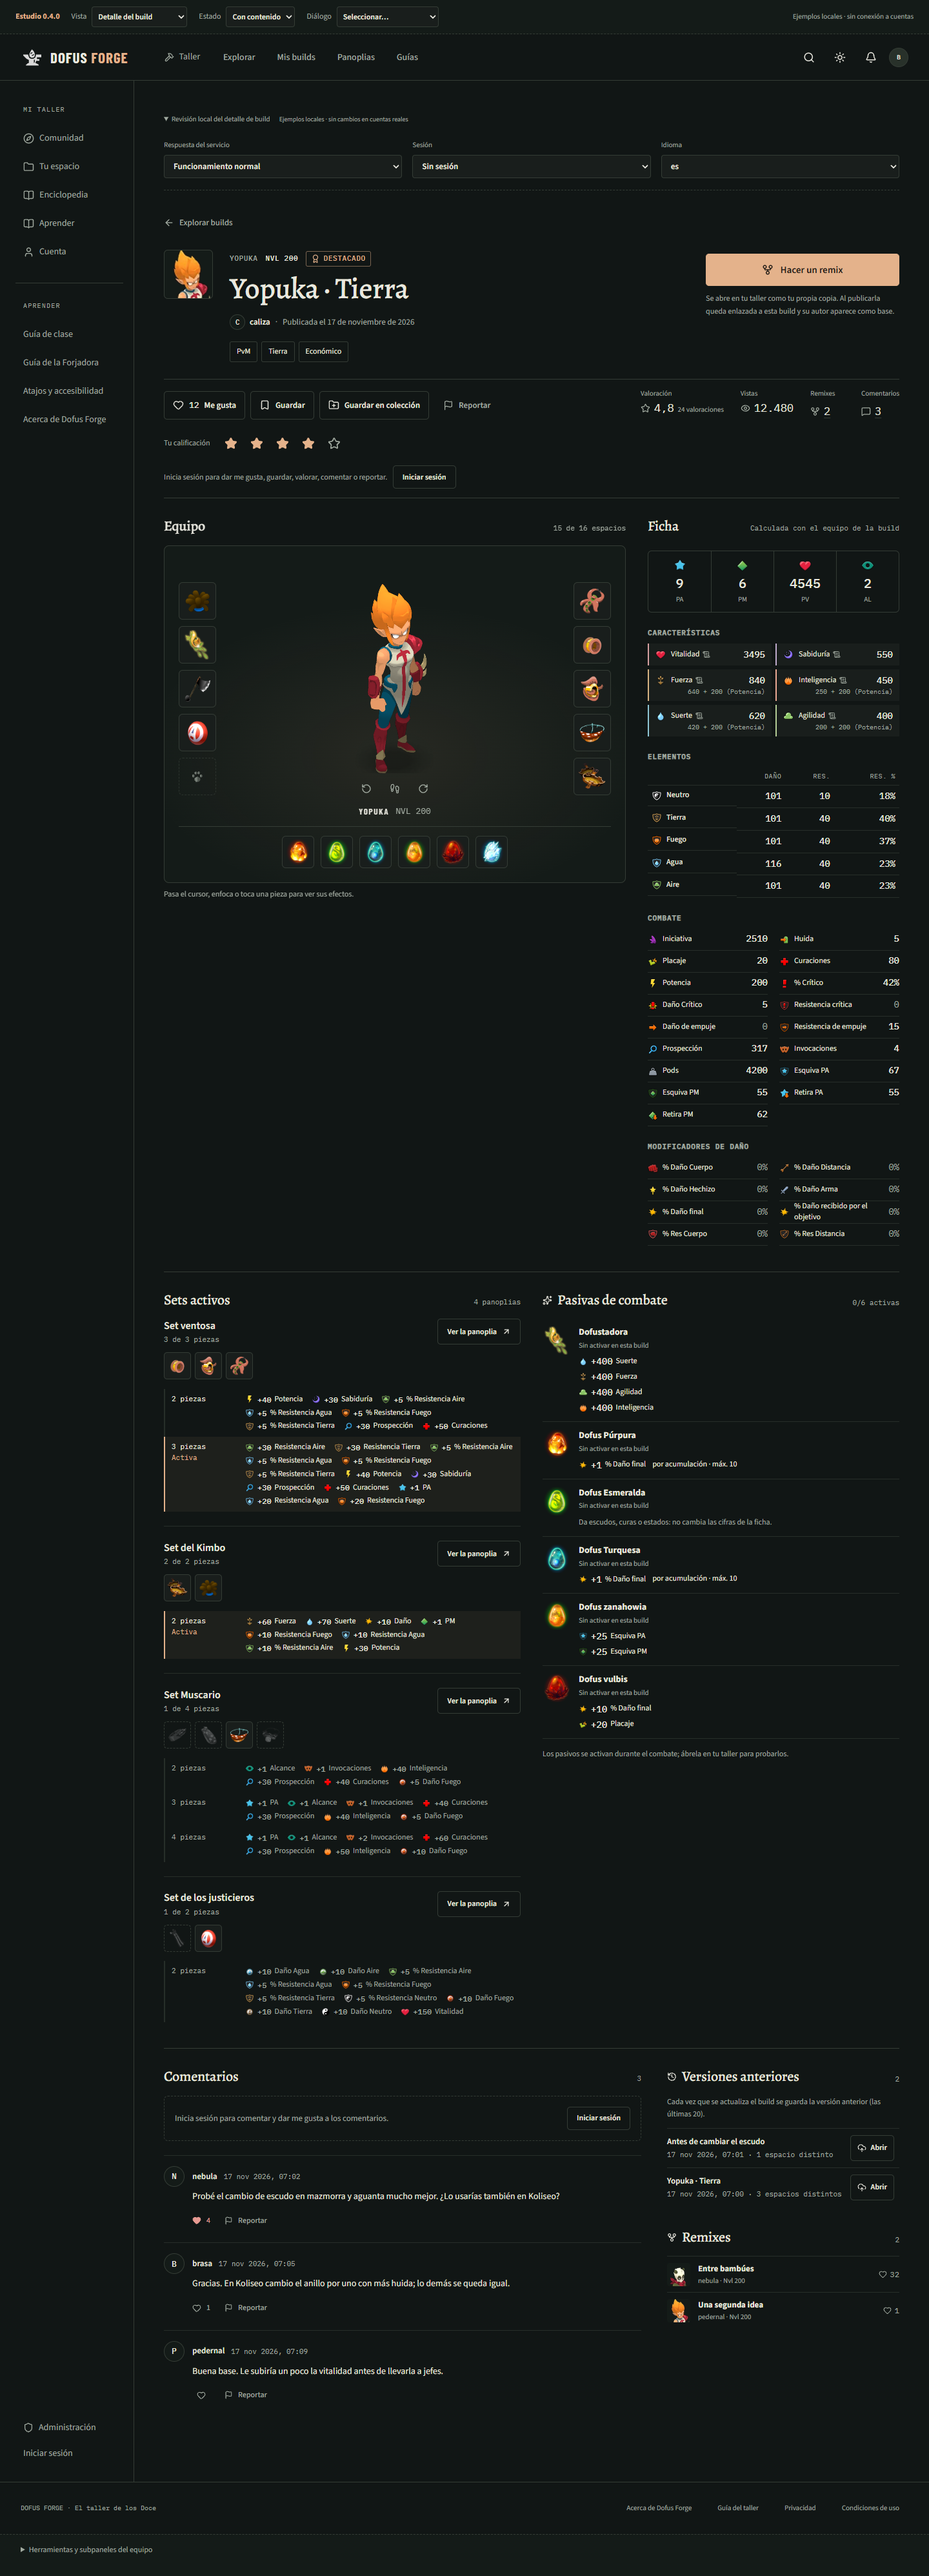 Estudio 0.4.0 Vista Detalle del build Estado Con contenido Diálogo Seleccionar... Ejemplos locales · sin conexión a cuentas
DOFUS FORGE Taller Explorar Mis builds Panoplias Guías B
MI TALLER
Comunidad
Tu espacio
Enciclopedia
Aprender
Cuenta
APRENDER
Guía de clase
Guía de la Forjadora
Atajos y accesibilidad
Acerca de Dofus Forge
Administración
Iniciar sesión
▼ Revisión local del detalle de build Ejemplos locales · sin cambios en cuentas reales
Respuesta del servicio Sesión Idioma
Funcionamiento normal Sin sesión es
← Explorar builds
YOPUKA NVL 200 DESTACADO
Yopuka · Tierra
C caliza · Publicada el 17 de noviembre de 2026
PvM Tierra Económico
Hacer un remix
Se abre en tu taller como tu propia copia. Al publicarla
queda enlazada a esta build y su autor aparece como base.
12 Me gusta Guardar Guardar en colección Reportar
Valoración Vistas Remixes Comentarios
4,8 24 valoraciones 12.480 2 3
Tu calificación
Inicia sesión para dar me gusta, guardar, valorar, comentar o reportar. Iniciar sesión
Equipo 15 de 16 espacios
YOPUKA NVL 200
Pasa el cursor, enfoca o toca una pieza para ver sus efectos.
Ficha Calculada con el equipo de la build
9 6 4545 2
PA PM PV AL
CARACTERÍSTICAS
Vitalidad 3495 Sabiduría 550
Fuerza 840 Inteligencia 450
640 + 200 (Potencia) 250 + 200 (Potencia)
Suerte 620 Agilidad 400
420 + 200 (Potencia) 200 + 200 (Potencia)
ELEMENTOS
DAÑO RES. RES. %
Neutro 101 10 18%
Tierra 101 40 40%
Fuego 101 40 37%
Agua 116 40 23%
Aire 101 40 23%
COMBATE
Iniciativa 2510 Huida 5
Placaje 20 Curaciones 80
Potencia 200 % Crítico 42%
Daño Crítico 5 Resistencia crítica 0
Daño de empuje 0 Resistencia de empuje 15
Prospección 317 Invocaciones 4
Pods 4200 Esquiva PA 67
Esquiva PM 55 Retira PA 55
Retira PM 62
MODIFICADORES DE DAÑO
% Daño Cuerpo 0% % Daño Distancia 0%
% Daño Hechizo 0% % Daño Arma 0%
% Daño final 0% % Daño recibido por el objetivo 0%
% Res Cuerpo 0% % Res Distancia 0%
Sets activos 4 panoplias
Set ventosa Ver la panoplia
3 de 3 piezas
2 piezas +40 Potencia +30 Sabiduría +5 % Resistencia Aire
+5 % Resistencia Agua +5 % Resistencia Fuego
+5 % Resistencia Tierra +30 Prospección +50 Curaciones
3 piezas +30 Resistencia Aire +30 Resistencia Tierra +5 % Resistencia Aire
Activa +5 % Resistencia Agua +5 % Resistencia Fuego
+5 % Resistencia Tierra +40 Potencia +30 Sabiduría
+30 Prospección +50 Curaciones +1 PA
+20 Resistencia Agua +20 Resistencia Fuego
Set del Kimbo Ver la panoplia
2 de 2 piezas
2 piezas +60 Fuerza +70 Suerte +10 Daño +1 PM
Activa +10 Resistencia Fuego +10 Resistencia Agua
+10 % Resistencia Aire +30 Potencia
Set Muscario Ver la panoplia
1 de 4 piezas
2 piezas +1 Alcance +1 Invocaciones +40 Inteligencia
+30 Prospección +40 Curaciones +5 Daño Fuego
3 piezas +1 PA +1 Alcance +1 Invocaciones +40 Curaciones
+30 Prospección +40 Inteligencia +5 Daño Fuego
4 piezas +1 PA +1 Alcance +2 Invocaciones +60 Curaciones
+30 Prospección +50 Inteligencia +10 Daño Fuego
Set de los justicieros Ver la panoplia
1 de 2 piezas
2 piezas +10 Daño Agua +10 Daño Aire +5 % Resistencia Aire
+5 % Resistencia Agua +5 % Resistencia Fuego
+5 % Resistencia Tierra +5 % Resistencia Neutro +10 Daño Fuego
+10 Daño Tierra +10 Daño Neutro +150 Vitalidad
Pasivas de combate 0/6 activas
Dofustadora
Sin activar en esta build
+400 Suerte
+400 Fuerza
+400 Agilidad
+400 Inteligencia
Dofus Púrpura
Sin activar en esta build
+1 % Daño final por acumulación · máx. 10
Dofus Esmeralda
Sin activar en esta build
Da escudos, curas o estados: no cambia las cifras de la ficha.
Dofus Turquesa
Sin activar en esta build
+1 % Daño final por acumulación · máx. 10
Dofus zanahowia
Sin activar en esta build
+25 Esquiva PA
+25 Esquiva PM
Dofus vulbis
Sin activar en esta build
+10 % Daño final
+20 Placaje
Los pasivos se activan durante el combate; ábrela en tu taller para probarlos.
Comentarios 3
Inicia sesión para comentar y dar me gusta a los comentarios. Iniciar sesión
N nebula 17 nov 2026, 07:02
Probé el cambio de escudo en mazmorra y aguanta mucho mejor. ¿Lo usarías también en Koliseo?
4 Reportar
B brasa 17 nov 2026, 07:05
Gracias. En Koliseo cambio el anillo por uno con más huida; lo demás se queda igual.
1 Reportar
P pedernal 17 nov 2026, 07:09
Buena base. Le subiría un poco la vitalidad antes de llevarla a jefes.
Reportar
Versiones anteriores 2
Cada vez que se actualiza el build se guarda la versión anterior (las
últimas 20).
Antes de cambiar el escudo Abrir
17 nov 2026, 07:01 · 1 espacio distinto
Yopuka · Tierra Abrir
17 nov 2026, 07:00 · 3 espacios distintos
Remixes 2
Entre bambúes 32
nebula · Nvl 200
Una segunda idea 1
pedernal · Nvl 200
DOFUS FORGE · El taller de los Doce Acerca de Dofus Forge Guía del taller Privacidad Condiciones de uso
► Herramientas y subpaneles del equipo